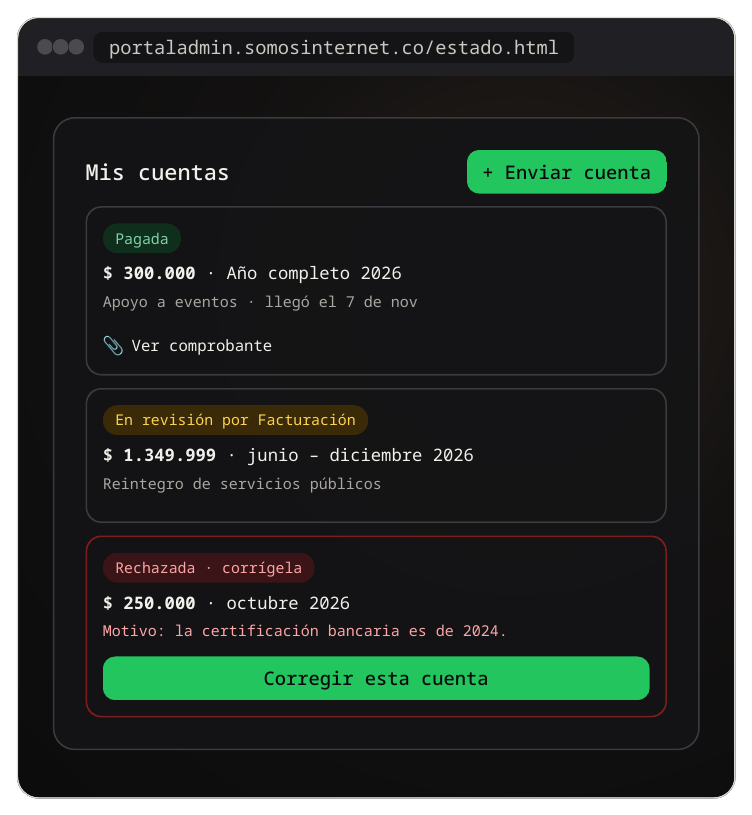 portaladmin.somosinternet.co/estado.html
Mis cuentas
+ Enviar cuenta
Pagada
$ 300.000 · Año completo 2026
Apoyo a eventos · llegó el 7 de nov
📎 Ver comprobante
En revisión por Facturación
$ 1.349.999 · junio – diciembre 2026
Reintegro de servicios públicos
Rechazada · corrígela
$ 250.000 · octubre 2026
Motivo: la certificación bancaria es de 2024.
Corregir esta cuenta